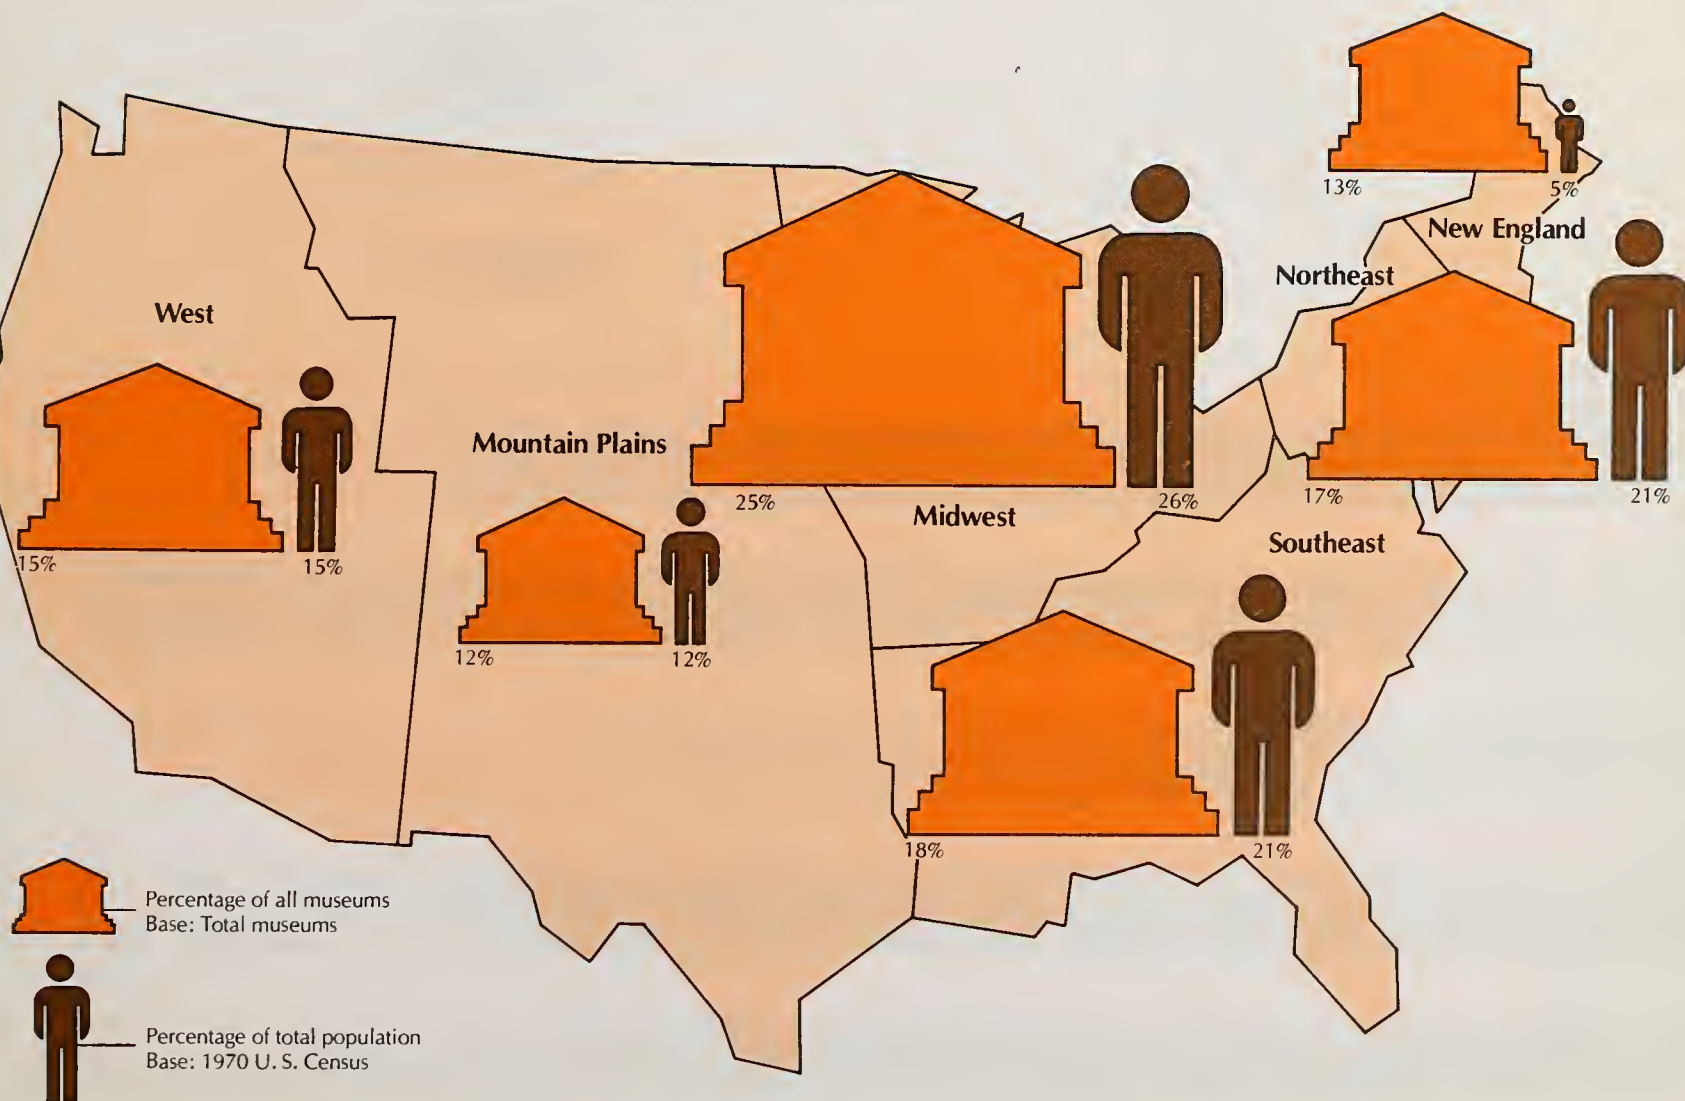 13%
5%
New England
Northeast
West
Mountain Plains
25%
26%
17%
21%
Midwest
Southeast
15%
15%
12%
12%
18%
21%
Percentage of all museums
Base: Total museums
Percentage of total population
Base: 1970 U. S. Census